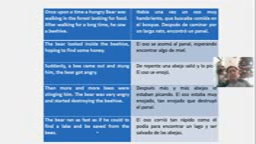 Once upon a time a hungry Bear was
walking in the forest looking for food.
After walking for a long time, he saw
a beehive.
Había una vez un oso muy
hambriento, que buscaba comida en
el bosque. Después de caminar por
un largo rato, encontró un panal.
The bear looked inside the beehive,
hoping to find some honey.
El oso se asomó al panal, esperando
encontrar algo de miel.
Suddenly, a bee came out and stung
him, the bear got angry.
De repente una abeja salió y lo picó.
El oso se enojó.
Then more and more bees were
stinging him. The bear was very angry
and started destroying the beehive.
Después más y más abejas lo
estaban picando. El oso estaba muy
enojado, tan enojado que destruyó
el panal.
The bear ran as fast as if he could to
find a lake and be saved from the
bees.
El oso corrió tan rápido como el
podía para encontrar un lago y ser
salvado de las abejas.